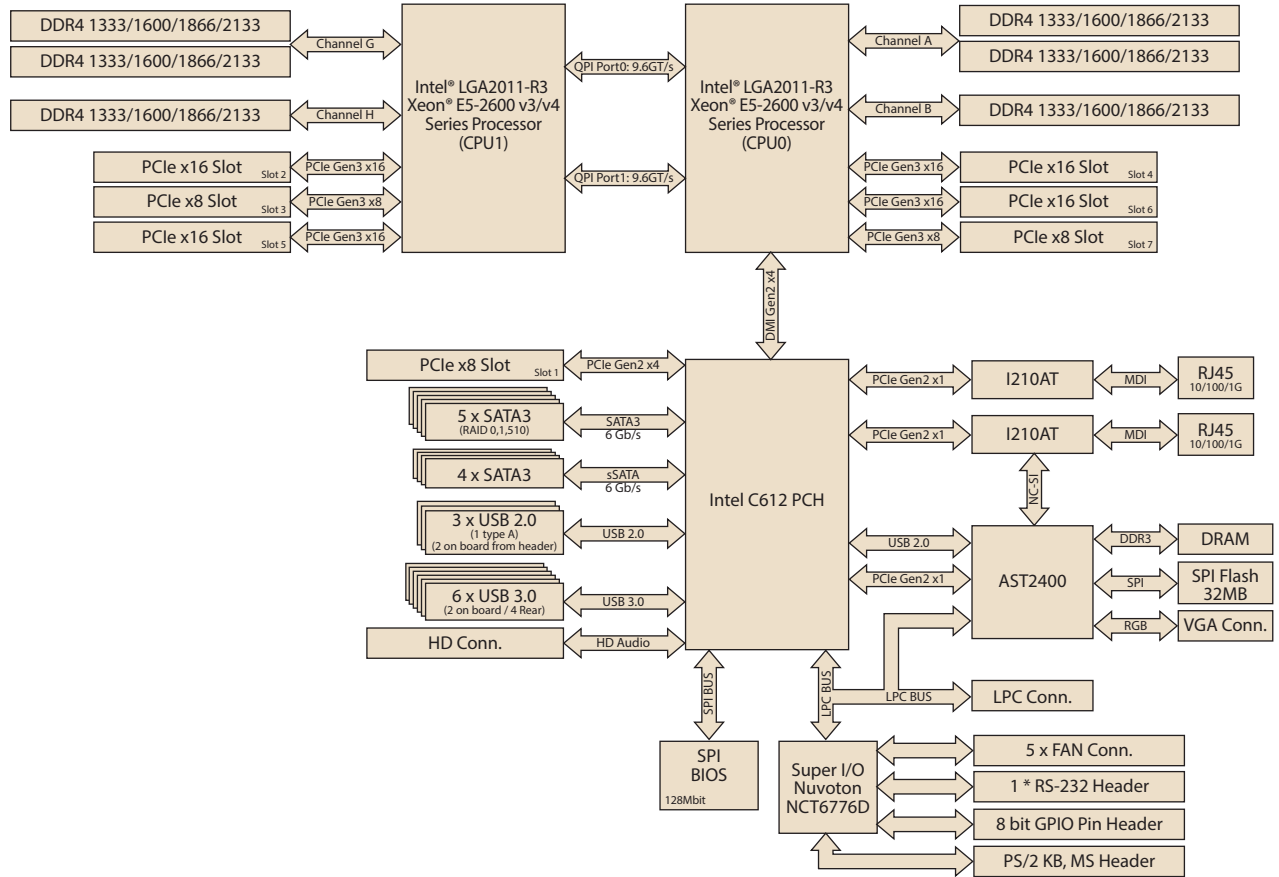 DDR4 1333/1600/1866/2133
DDR4 1333/1600/1866/2133
Channel G
DDR4 1333/1600/1866/2133
Channel H
PCIe x16 Slot
Slot 2
PCIe Gen3 x16
PCIe x8 Slot
Slot 3
PCIe Gen3 x8
PCIe x16 Slot
Slot 5
PCIe Gen3 x16
Intel® LGA2011-R3
Xeon® E5-2600 v3/v4
Series Processor
(CPU1)
QPI Port0: 9.6GT/s
QPI Port1: 9.6GT/s
Intel® LGA2011-R3
Xeon® E5-2600 v3/v4
Series Processor
(CPU0)
Channel A
DDR4 1333/1600/1866/2133
DDR4 1333/1600/1866/2133
Channel B
DDR4 1333/1600/1866/2133
PCIe Gen3 x16
PCIe x16 Slot
Slot 4
PCIe Gen3 x16
PCIe x16 Slot
Slot 6
PCIe Gen3 x8
PCIe x8 Slot
Slot 7
DMI Gen2 x4
PCIe x8 Slot
Slot 1
PCIe Gen2 x4
5 x SATA3
(RAID 0,1,510)
SATA3
6 Gb/s
4 x SATA3
sSATA
6 Gb/s
3 x USB 2.0
(1 type A)
(2 on board from header)
USB 2.0
6 x USB 3.0
(2 on board / 4 Rear)
USB 3.0
HD Conn.
HD Audio
Intel C612 PCH
PCIe Gen2 x1
I210AT
MDI
RJ45
10/100/1G
PCIe Gen2 x1
I210AT
MDI
RJ45
10/100/1G
NC-SI
USB 2.0
PCIe Gen2 x1
AST2400
DDR3
DRAM
SPI
SPI Flash
32MB
RGB
VGA Conn.
SPI BUS
LPC BUS
LPC BUS
LPC Conn.
SPI
BIOS
128Mbit
Super I/O
Nuvoton
NCT6776D
5 x FAN Conn.
1 * RS-232 Header
8 bit GPIO Pin Header
PS/2 KB, MS Header